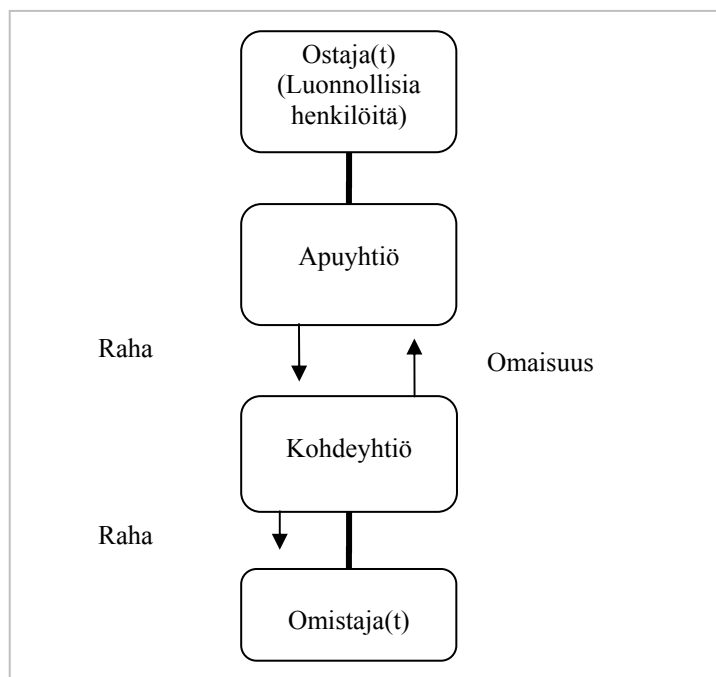 Ostaja(t)
(Luonnollisia
henkilöitä)
Apuyhtiö
Raha
Omaisuus
Kohdeyhtiö
Raha
Omistaja(t)